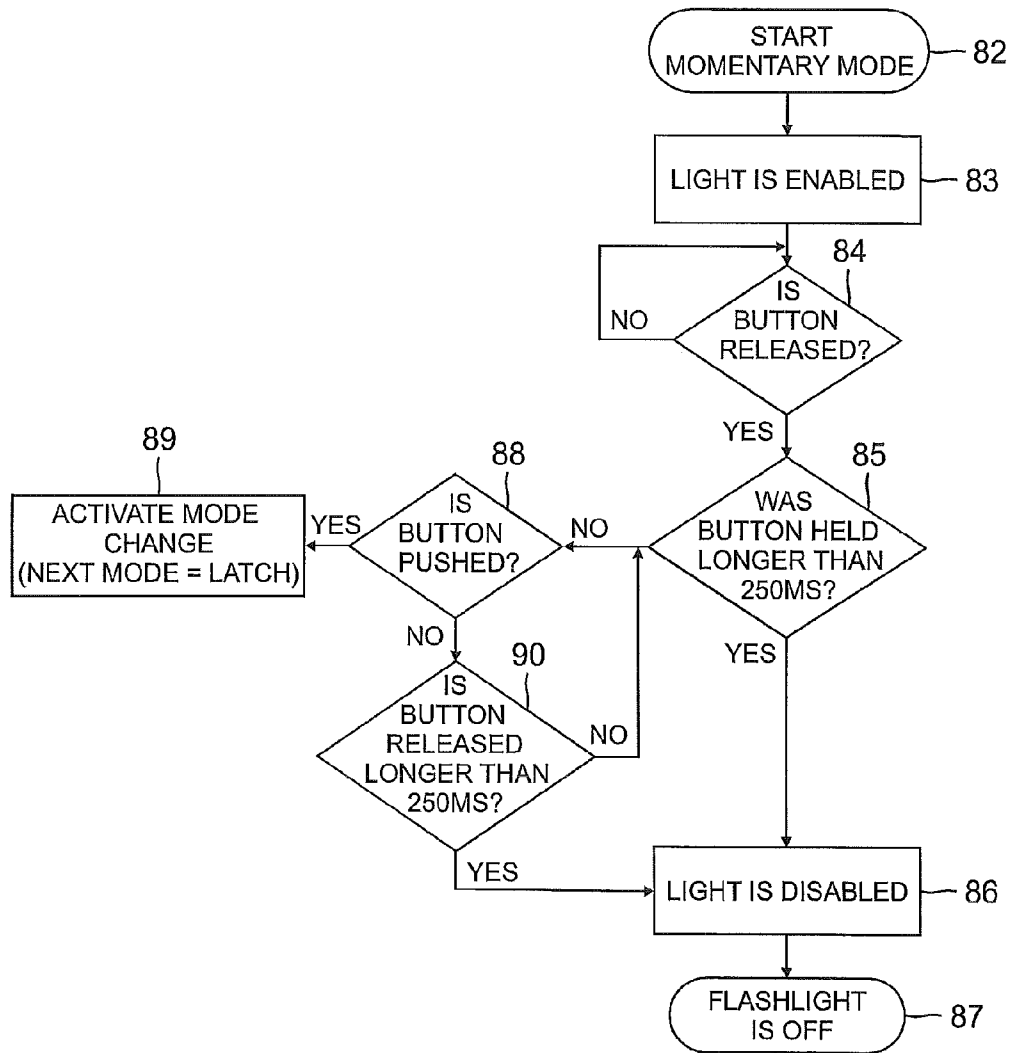 START
MOMENTARY MODE
82
LIGHT IS ENABLED
83
84
IS
BUTTON
RELEASED?
NO
YES
85
WAS
BUTTON HELD
LONGER THAN
250MS?
NO
YES
88
IS
BUTTON
PUSHED?
YES
NO
89
ACTIVATE MODE
CHANGE
(NEXT MODE = LATCH)
90
IS
BUTTON
RELEASED
LONGER THAN
250MS?
NO
YES
LIGHT IS DISABLED
86
FLASHLIGHT
IS OFF
87